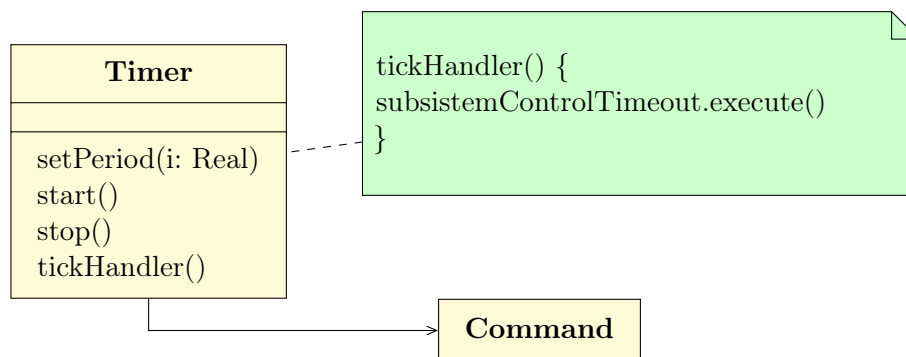 Timer
setPeriod(i: Real)
start()
stop()
tickHandler()
tickHandler() {
subsistemControlTimeout.execute()
}
Command